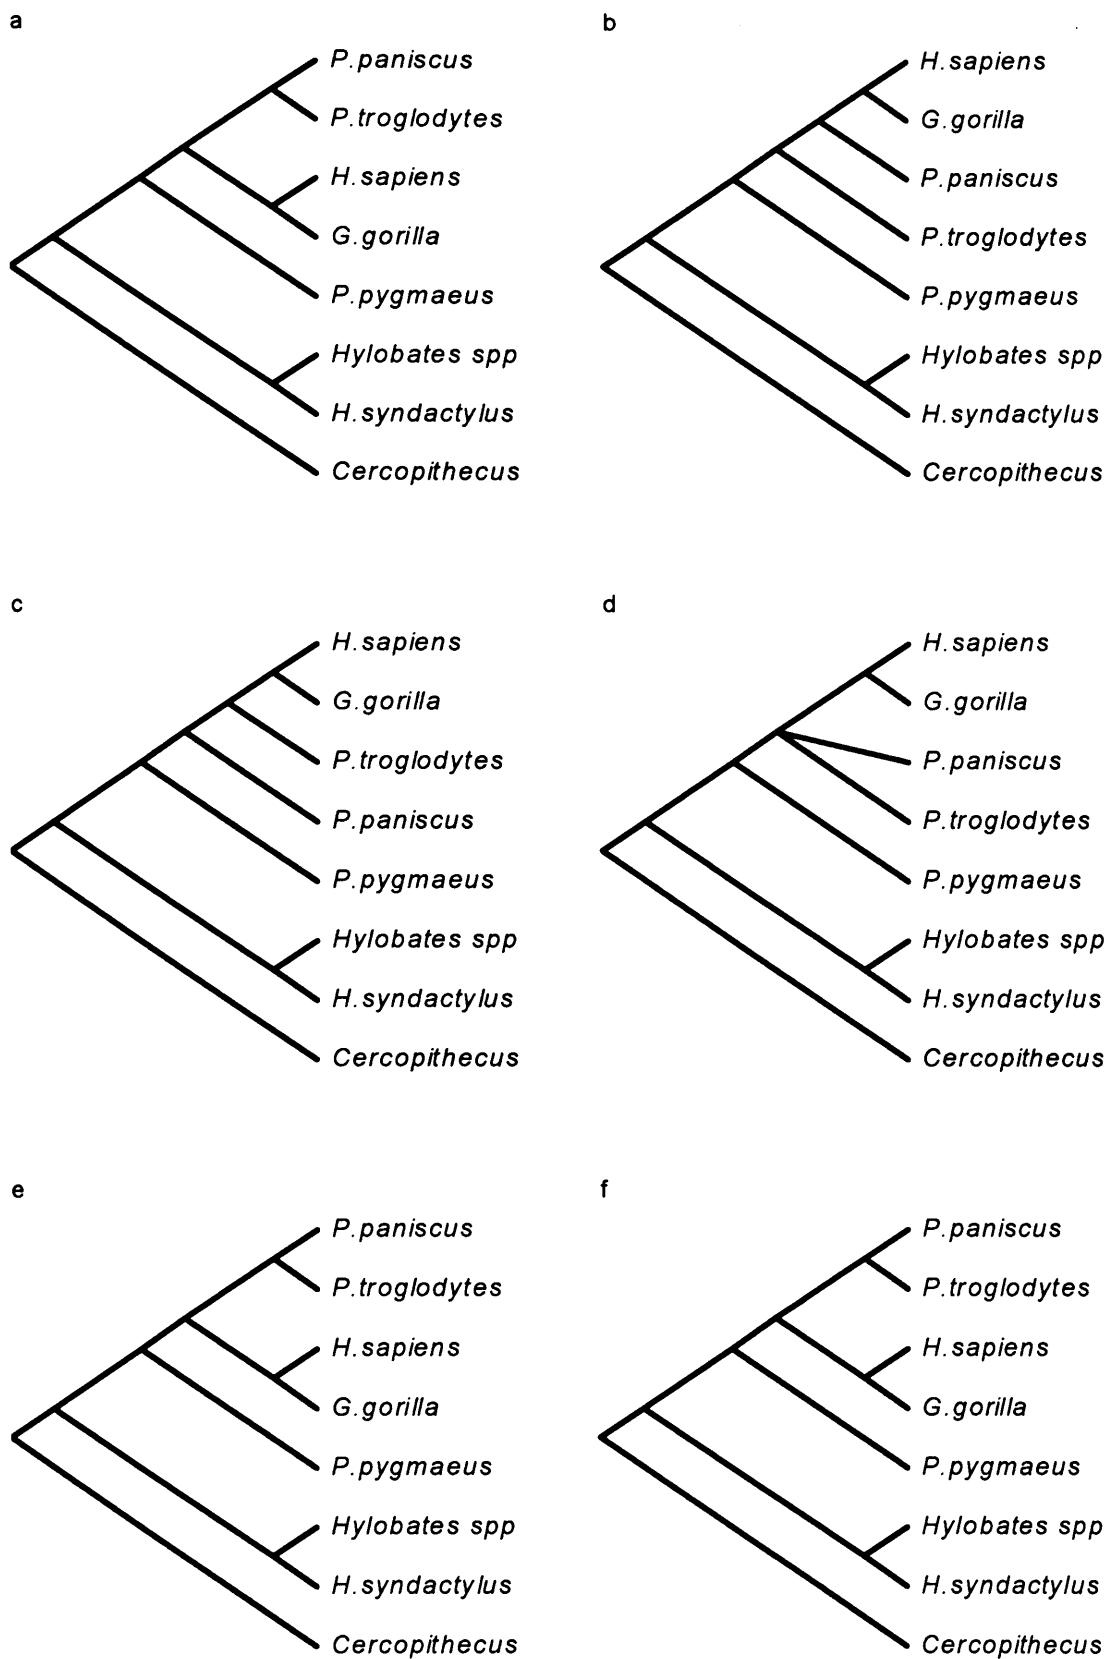 a
P.paniscus
P.troglodytes
H.sapiens
G.gorilla
P.pygmaeus
Hylobates spp
H.syndactylus
Cercopithecus
b
H.sapiens
G.gorilla
P.paniscus
P.troglodytes
P.pygmaeus
Hylobates spp
H.syndactylus
Cercopithecus
c
H.sapiens
G.gorilla
P.troglodytes
P.paniscus
P.pygmaeus
Hylobates spp
H.syndactylus
Cercopithecus
d
H.sapiens
G.gorilla
P.paniscus
P.troglodytes
P.pygmaeus
Hylobates spp
H.syndactylus
Cercopithecus
e
P.paniscus
P.troglodytes
H.sapiens
G.gorilla
P.pygmaeus
Hylobates spp
H.syndactylus
Cercopithecus
f
P.paniscus
P.troglodytes
H.sapiens
G.gorilla
P.pygmaeus
Hylobates spp
H.syndactylus
Cercopithecus